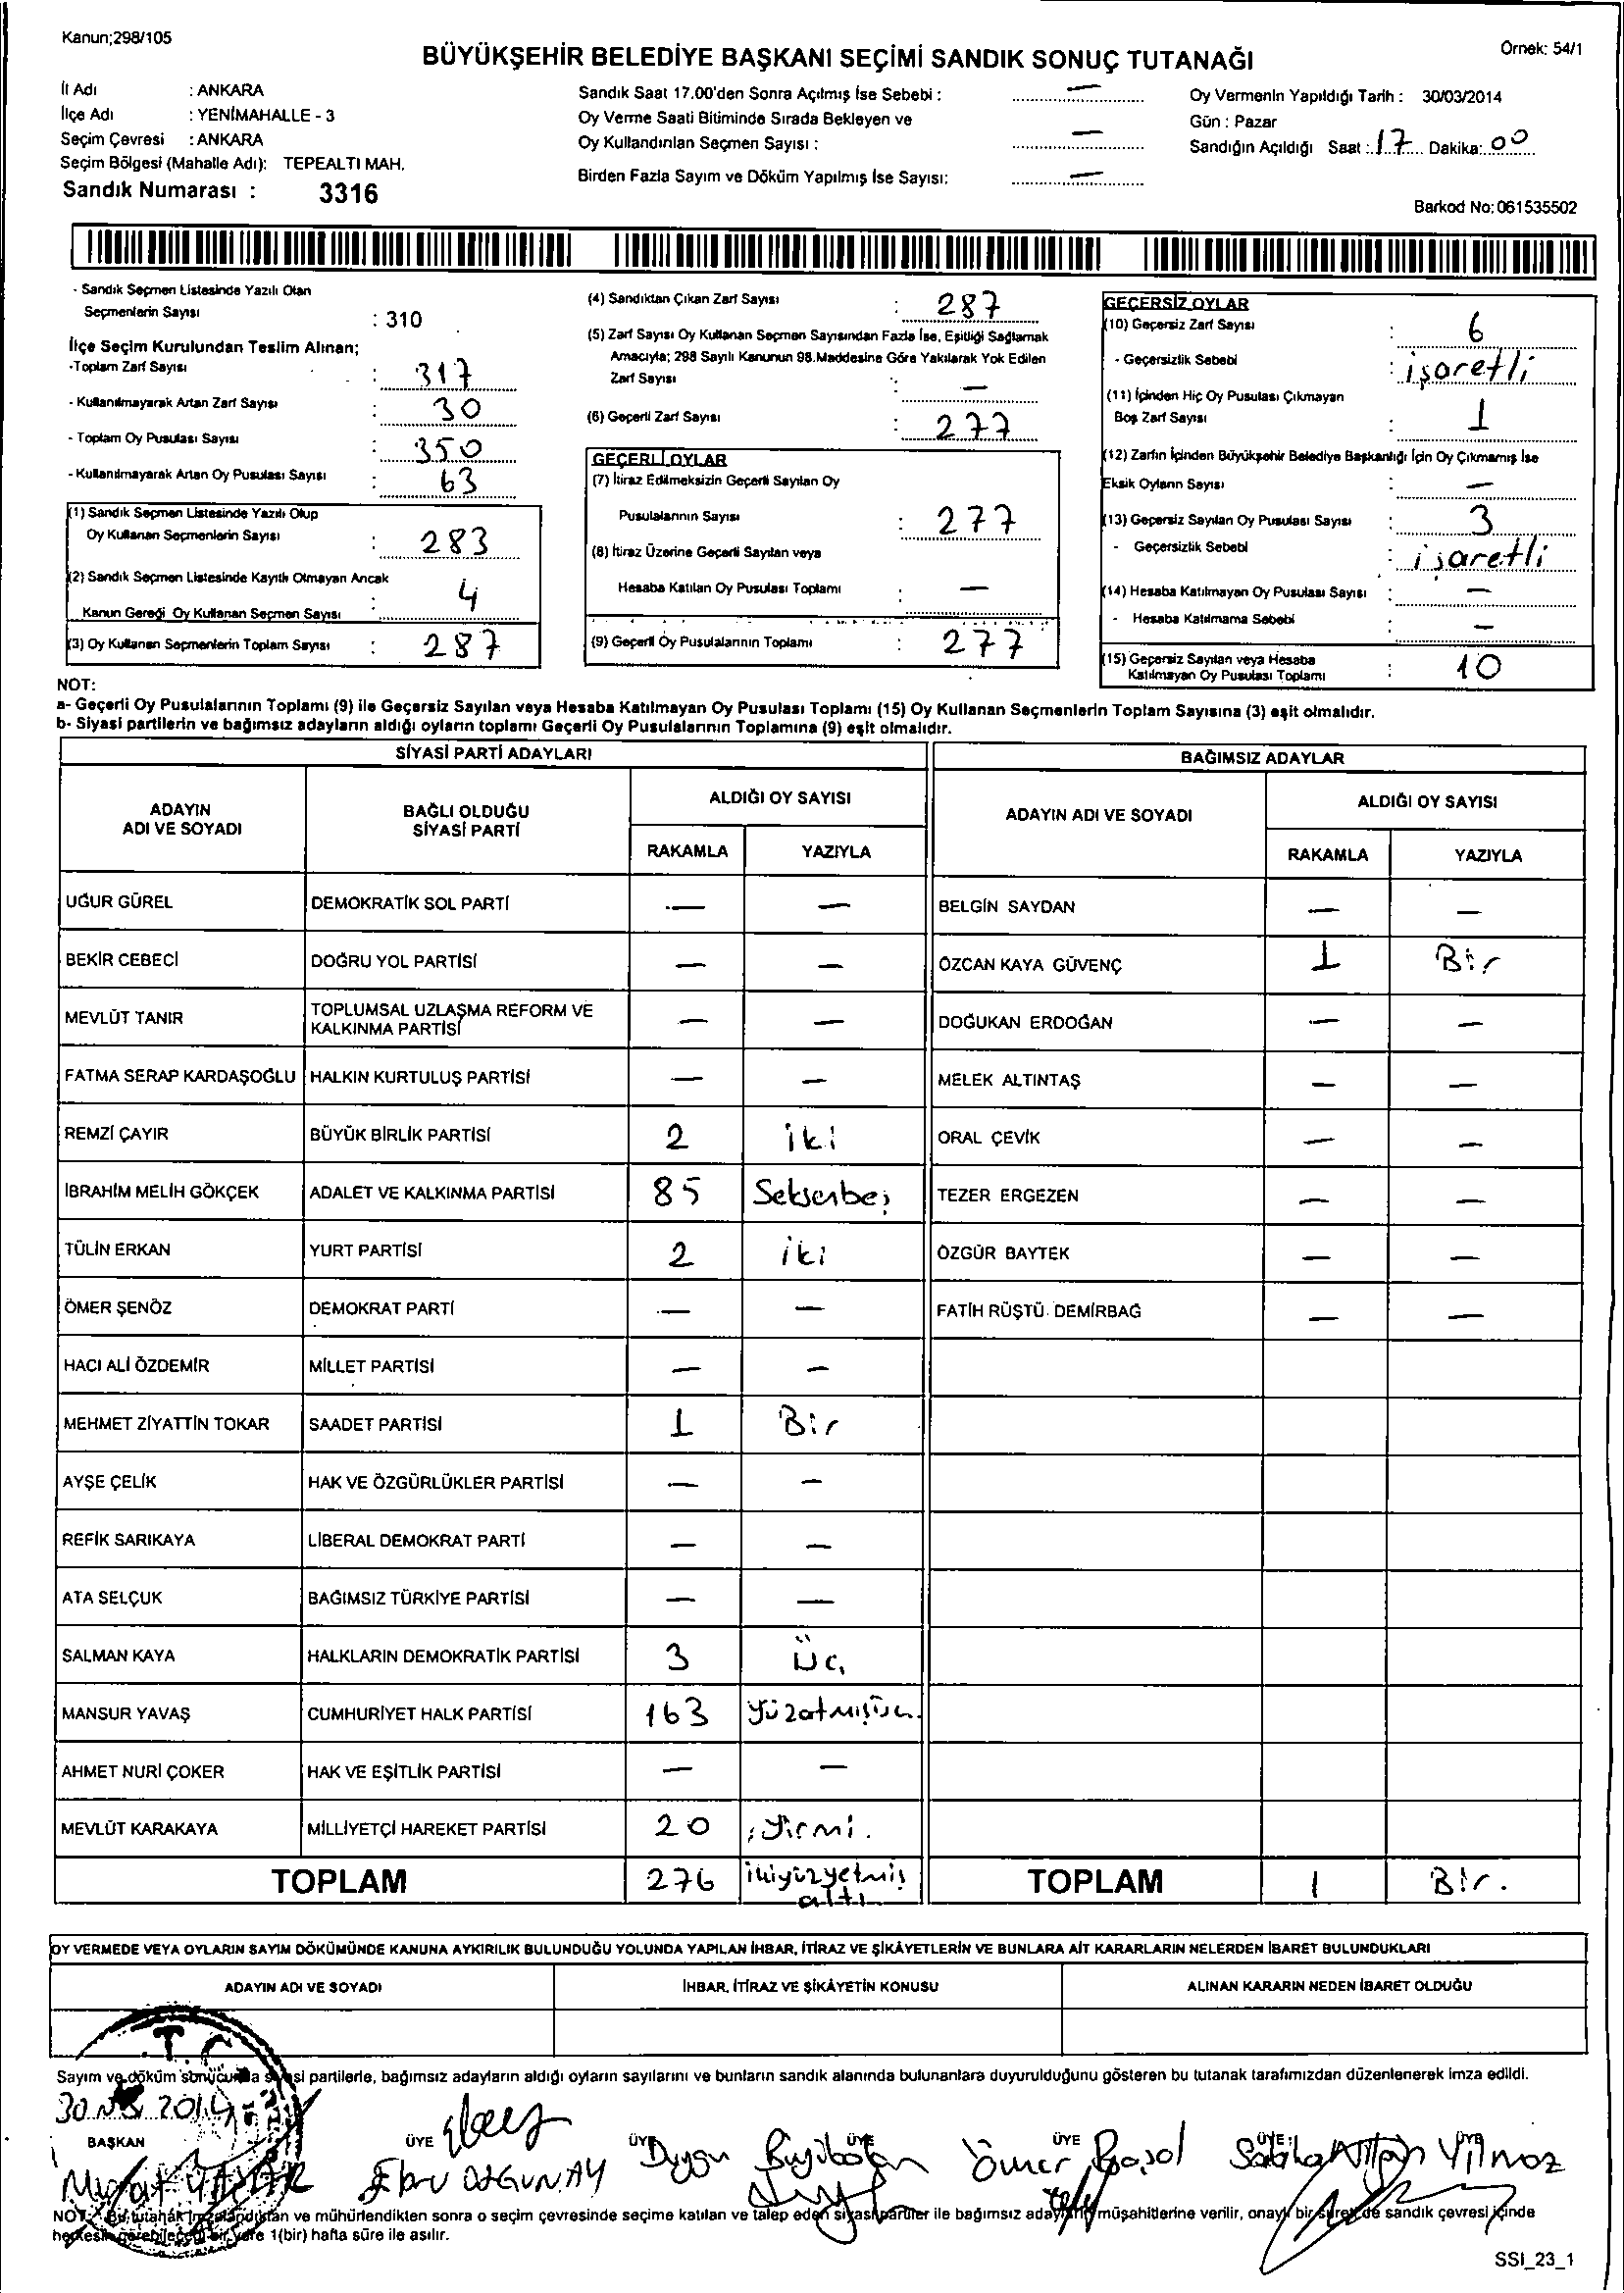 Kanun;298/105
Örnek: 54/1
BÜYÜKŞEHİR BELEDİYE BAŞKANI SEÇİMİ SANDIK SONUÇ TUTANAĞI
İl Adı : ANKARA
İlçe Adı : YENİMAHALLE - 3
Seçim Çevresi : ANKARA
Seçim Bölgesi (Mahalle Adı): TEPEALTI MAH.
Sandık Numarası : 3316
Sandık Saat 17.00'den Sonra Açılmış İse Sebebi : —
Oy Verme Saati Bitiminde Sırada Bekleyen ve
Oy Kullandırılan Seçmen Sayısı : —
Birden Fazla Sayım ve Döküm Yapılmış İse Sayısı: —
Oy Vermenin Yapıldığı Tarih : 30/03/2014
Gün : Pazar
Sandığın Açıldığı Saat : 17 Dakika: 00
Barkod No: 061535502
- Sandık Seçmen Listesinde Yazılı Olan
Seçmenlerin Sayısı : 310
İlçe Seçim Kurulundan Teslim Alınan;
-Toplam Zarf Sayısı : 317
- Kullanılmayarak Artan Zarf Sayısı : 30
- Toplam Oy Pusulası Sayısı : 350
- Kullanılmayarak Artan Oy Pusulası Sayısı : 63
(1) Sandık Seçmen Listesinde Yazılı Olup
Oy Kullanan Seçmenlerin Sayısı : 283
(2) Sandık Seçmen Listesinde Kayıtlı Olmayan Ancak
Kanun Gereği Oy Kullanan Seçmen Sayısı : 4
(3) Oy Kullanan Seçmenlerin Toplam Sayısı : 287
(4) Sandıktan Çıkan Zarf Sayısı : 287
(5) Zarf Sayısı Oy Kullanan Seçmen Sayısından Fazla İse, Eşitliği Sağlamak
Amacıyla; 298 Sayılı Kanunun 98.Maddesine Göre Yakılarak Yok Edilen
Zarf Sayısı : —
(6) Geçerli Zarf Sayısı : 277
GEÇERLİ OYLAR
(7) İtiraz Edilmeksizin Geçerli Sayılan Oy
Pusulalarının Sayısı : 277
(8) İtiraz Üzerine Geçerli Sayılan veya
Hesaba Katılan Oy Pusulası Toplamı : —
(9) Geçerli Oy Pusulalarının Toplamı : 277
GEÇERSİZ OYLAR
(10) Geçersiz Zarf Sayısı : 6
- Geçersizlik Sebebi : işaretli
(11) İçinden Hiç Oy Pusulası Çıkmayan
Boş Zarf Sayısı : 1
(12) Zarfın İçinden Büyükşehir Belediye Başkanlığı İçin Oy Çıkmamış İse
Eksik Oyların Sayısı : —
(13) Geçersiz Sayılan Oy Pusulası Sayısı : 3
- Geçersizlik Sebebi : işaretli
(14) Hesaba Katılmayan Oy Pusulası Sayısı : —
- Hesaba Katılmama Sebebi : —
(15) Geçersiz Sayılan veya Hesaba
Katılmayan Oy Pusulası Toplamı : 10
NOT:
a- Geçerli Oy Pusulalarının Toplamı (9) ile Geçersiz Sayılan veya Hesaba Katılmayan Oy Pusulası Toplamı (15) Oy Kullanan Seçmenlerin Toplam Sayısına (3) eşit olmalıdır.
b- Siyasi partilerin ve bağımsız adayların aldığı oyların toplamı Geçerli Oy Pusulalarının Toplamına (9) eşit olmalıdır.
SİYASİ PARTİ ADAYLARI
BAĞIMSIZ ADAYLAR
ADAYIN
ADI VE SOYADI
BAĞLI OLDUĞU
SİYASİ PARTİ
ALDIĞI OY SAYISI
RAKAMLA YAZIYLA
ADAYIN ADI VE SOYADI
ALDIĞI OY SAYISI
RAKAMLA YAZIYLA
UĞUR GÜREL DEMOKRATİK SOL PARTİ — — BELGİN SAYDAN — —
BEKİR CEBECİ DOĞRU YOL PARTİSİ — — ÖZCAN KAYA GÜVENÇ 1 Bir
MEVLÜT TANIR TOPLUMSAL UZLAŞMA REFORM VE
KALKINMA PARTİSİ — — DOĞUKAN ERDOĞAN — —
FATMA SERAP KARDAŞOĞLU HALKIN KURTULUŞ PARTİSİ — — MELEK ALTINTAŞ — —
REMZİ ÇAYIR BÜYÜK BİRLİK PARTİSİ 2 iki ORAL ÇEVİK — —
İBRAHİM MELİH GÖKÇEK ADALET VE KALKINMA PARTİSİ 85 Seksenbeş TEZER ERGEZEN — —
TÜLİN ERKAN YURT PARTİSİ 2 iki ÖZGÜR BAYTEK — —
ÖMER ŞENÖZ DEMOKRAT PARTİ — — FATİH RÜŞTÜ DEMİRBAĞ — —
HACI ALİ ÖZDEMİR MİLLET PARTİSİ — —
MEHMET ZİYATTİN TOKAR SAADET PARTİSİ 1 Bir
AYŞE ÇELİK HAK VE ÖZGÜRLÜKLER PARTİSİ — —
REFİK SARIKAYA LİBERAL DEMOKRAT PARTİ — —
ATA SELÇUK BAĞIMSIZ TÜRKİYE PARTİSİ — —
SALMAN KAYA HALKLARIN DEMOKRATİK PARTİSİ 3 Üç
MANSUR YAVAŞ CUMHURİYET HALK PARTİSİ 163 Yüzatmışüç
AHMET NURİ ÇOKER HAK VE EŞİTLİK PARTİSİ — —
MEVLÜT KARAKAYA MİLLİYETÇİ HAREKET PARTİSİ 20 Yirmi.
TOPLAM 276 ikiyüzyetmiş
altı
TOPLAM 1 Bir.
OY VERMEDE VEYA OYLARIN SAYIM DÖKÜMÜNDE KANUNA AYKIRILIK BULUNDUĞU YOLUNDA YAPILAN İHBAR, İTİRAZ VE ŞİKÂYETLERİN VE BUNLARA AİT KARARLARIN NELERDEN İBARET BULUNDUKLARI
ADAYIN ADI VE SOYADI İHBAR, İTİRAZ VE ŞİKÂYETİN KONUSU ALINAN KARARIN NEDEN İBARET OLDUĞU
T.C.
Sayım ve döküm sonucunda siyasi partilerle, bağımsız adayların aldığı oyların sayılarını ve bunların sandık alanında bulunanlara duyurulduğunu gösteren bu tutanak tarafımızdan düzenlenerek imza edildi.
BAŞKAN ÜYE ÜYE ÜYE ÜYE ÜYE ÜYE
Ebru Duygu Ömer Yılmaz
NOT: Bu tutanak imzalandıktan ve mühürlendikten sonra o seçim çevresinde seçime katılan ve talep eden siyasi partiler ile bağımsız aday müşahitlerine verilir, onaylı bir sureti de sandık çevresi içinde
herkesin görebileceği bir yere 1(bir) hafta süre ile asılır.
SSI_23_1